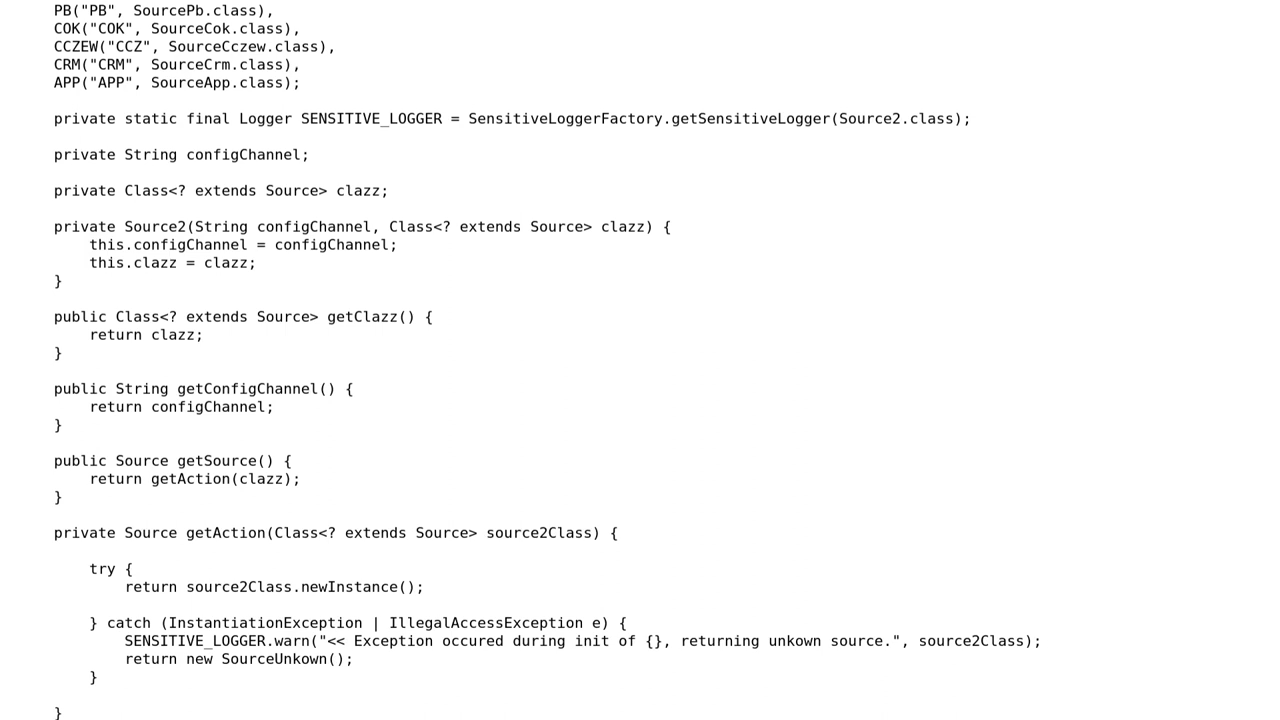 PB("PB", SourcePb.class),
COK("COK", SourceCok.class),
CCZEW("CCZ", SourceCczew.class),
CRM("CRM", SourceCrm.class),
APP("APP", SourceApp.class);
private static final Logger SENSITIVE_LOGGER = SensitiveLoggerFactory.getSensitiveLogger(Source2.class);
private String configChannel;
private Class<? extends Source> clazz;
private Source2(String configChannel, Class<? extends Source> clazz) {
this.configChannel = configChannel;
this.clazz = clazz;
}
public Class<? extends Source> getClazz() {
return clazz;
}
public String getConfigChannel() {
return configChannel;
}
public Source getSource() {
return getAction(clazz);
}
private Source getAction(Class<? extends Source> source2Class) {
try {
return source2Class.newInstance();
} catch (InstantiationException | IllegalAccessException e) {
SENSITIVE_LOGGER.warn("<< Exception occured during init of {}, returning unkown source.", source2Class);
return new SourceUnkown();
}
}